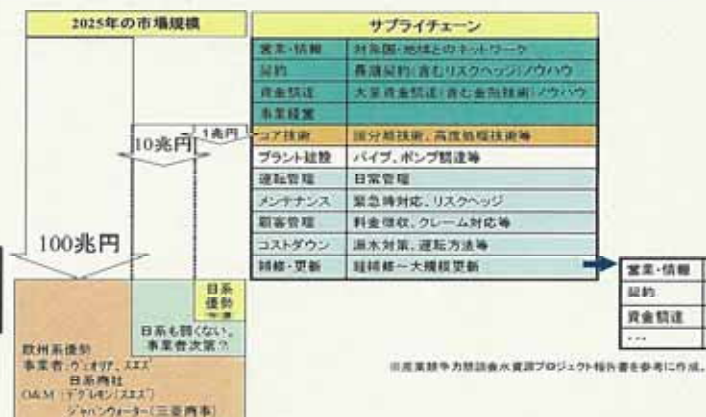 2025年の市場規模
サプライチェーン
営業・情報 対象国・地域とのネットワーク
契約 長期契約(含むリスクヘッジ)ノウハウ
資金調達 大量資金調達(含む金融技術)ノウハウ
事業経営
コア技術 膜分離技術、高度処理技術等
プラント建設 パイプ、ポンプ調達等
運転管理 日常管理
メンテナンス 緊急時対応、リスクヘッジ
顧客管理 料金徴収、クレーム対応等
コストダウン 漏水対策、運転方法等
補修・更新 軽補修~大規模更新
1兆円
10兆円
100兆円
日系
優勢
日系も弱くない、
事業者次第?
欧州系優勢
事業者:ヴェオリア、スエズ
日系商社
O&M:デグレモン(スエズ)
ジャパンウォーター(三菱商事)
営業・情報
契約
資金調達
…
※産業競争力懇談会水資源プロジェクト報告書を参考に作成。